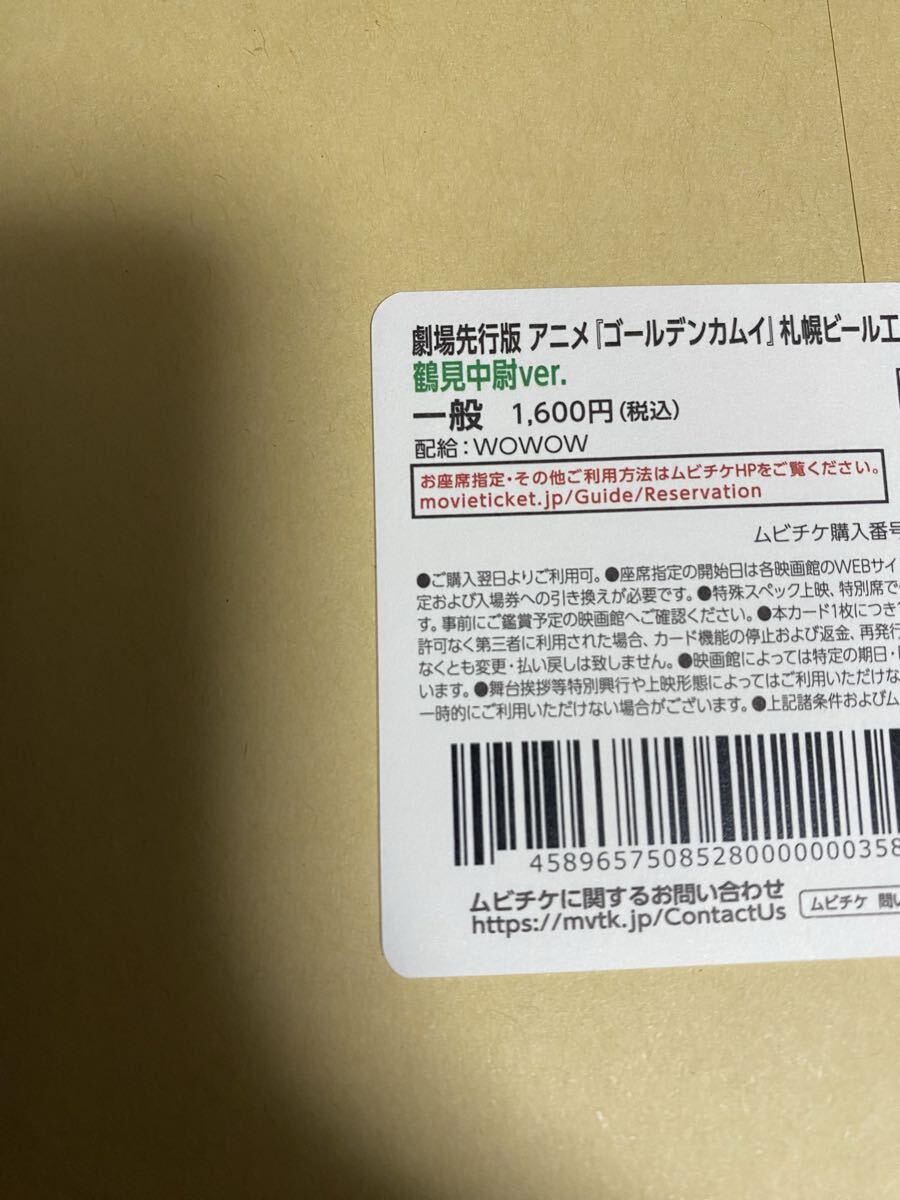 劇場先行版 アニメ『ゴールデンカムイ』札幌ビール工
鶴見中尉ver.
一般 1,600円(税込)
配給：WOWOW
お座席指定・その他ご利用方法はムビチケHPをご覧ください。
movieticket.jp/Guide/Reservation
ムビチケ購入番号
●ご購入翌日よりご利用可。●座席指定の開始日は各映画館のWEBサイ
定および入場券への引き換えが必要です。●特殊スペック上映、特別席で
す。事前にご鑑賞予定の映画館へご確認ください。●本カード1枚につき
許可なく第三者に利用された場合、カード機能の停止および返金、再発行
なくとも変更・払い戻しは致しません。●映画館によっては特定の期日・
います。●舞台挨拶等特別興行や上映形態によってはご利用いただけな
一時的にご利用いただけない場合がございます。●上記諸条件およびム
4589657508528000000035​8
ムビチケに関するお問い合わせ
https://mvtk.jp/ContactUs
ムビチケ 問い